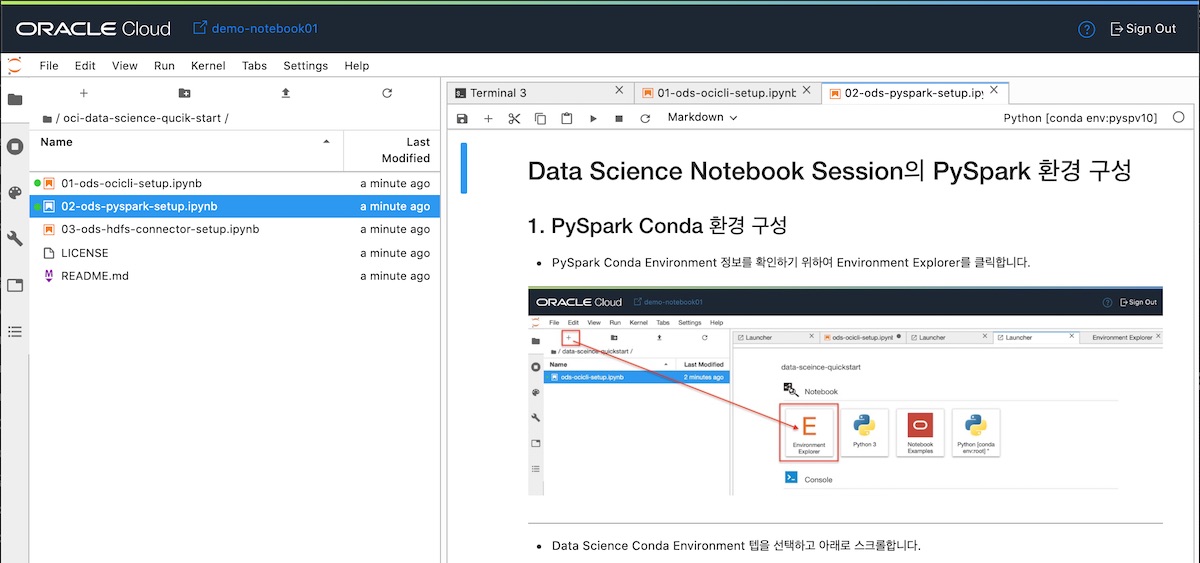 ORACLE Cloud demo-notebook01 ? Sign Out
File Edit View Run Kernel Tabs Settings Help
/ oci-data-science-qucik-start /
Name Last Modified
01-ods-ocicli-setup.ipynb a minute ago
02-ods-pyspark-setup.ipynb a minute ago
03-ods-hdfs-connector-setup.ipynb a minute ago
LICENSE a minute ago
README.md a minute ago
Terminal 3 01-ods-ocicli-setup.ipynb 02-ods-pyspark-setup.ipy
Markdown Python [conda env:pyspv10]
Data Science Notebook Session의 PySpark 환경 구성
1. PySpark Conda 환경 구성
• PySpark Conda Environment 정보를 확인하기 위하여 Environment Explorer를 클릭합니다.
ORACLE Cloud demo-notebook01 ? Sign Out
File Edit View Run Kernel Tabs Settings Help
Launcher ods-ocicli-setup.ipynl Launcher Launcher Environment Explorer
/ data-sceince-quickstart /
Name Last Modified
ods-ocicli-setup.ipynb 2 minutes ago
data-sceince-quickstart
Notebook
E
Environment Explorer
Python 3
Notebook Examples
Python [conda env:root] *
Console
• Data Science Conda Environment 텝을 선택하고 아래로 스크롤합니다.